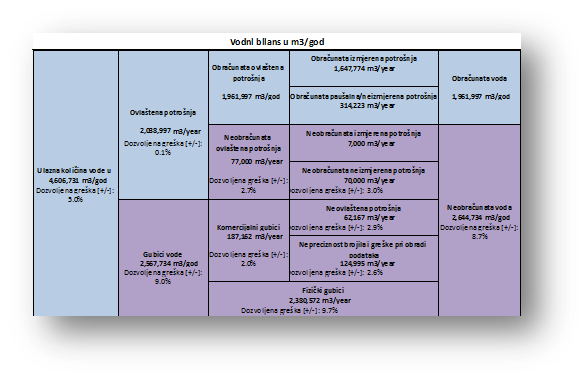 Vodni bilans u m3/god
Ulazna količina vode u
4,606,731 m3/god
Dozvoljena greška [+/-]:
5.0%
Ovlaštena potrošnja
2,038,997 m3/year
Dozvoljena greška [+/-]:
0.1%
Gubici vode
2,567,734 m3/year
Dozvoljena greška [+/-]:
9.0%
Obračunata ovlaštena
potrošnja
1,961,997 m3/god
Neobračunata
ovlaštena potrošnja
77,000 m3/year
Dozvoljena greška [+/-]:
2.7%
Komercijalni gubici
187,162 m3/year
Dozvoljena greška [+/-]:
2.0%
Obračunata izmjerena potrošnja
1,647,774 m3/year
Obračunata paušalna/neizmjerena potrošnja
314,223 m3/year
Neobračunata izmjerena potrošnja
7,000 m3/year
Neobračunata neizmjerena potrošnja
70,000 m3/year
ozvoljena greška [+/-]: 3.0%
Neovlaštena potrošnja
62,167 m3/year
ozvoljena greška [+/-]: 2.9%
Nepreciznost brojila i greške pri obradi
podataka
124,995 m3/year
ozvoljena greška [+/-]: 2.6%
Fizički gubici
2,380,572 m3/year
Dozvoljena greška [+/-]: 9.7%
Obračunata voda
1,961,997 m3/god
Neobračunata voda
2,644,734 m3/god
Dozvoljena greška [+/-]:
8.7%